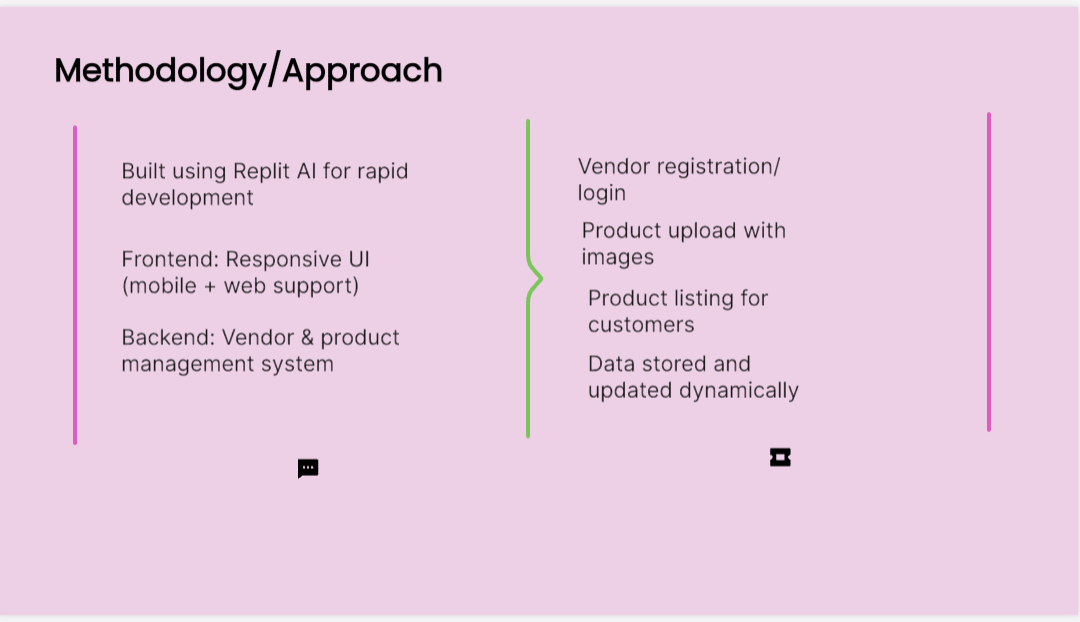 Methodology/Approach
Built using Replit AI for rapid
development
Frontend: Responsive UI
(mobile + web support)
Backend: Vendor & product
management system
Vendor registration/
login
Product upload with
images
Product listing for
customers
Data stored and
updated dynamically